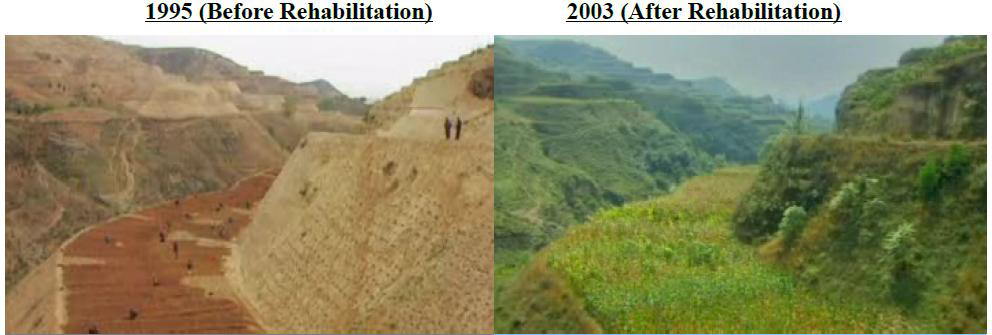 1995 (Before Rehabilitation)
2003 (After Rehabilitation)